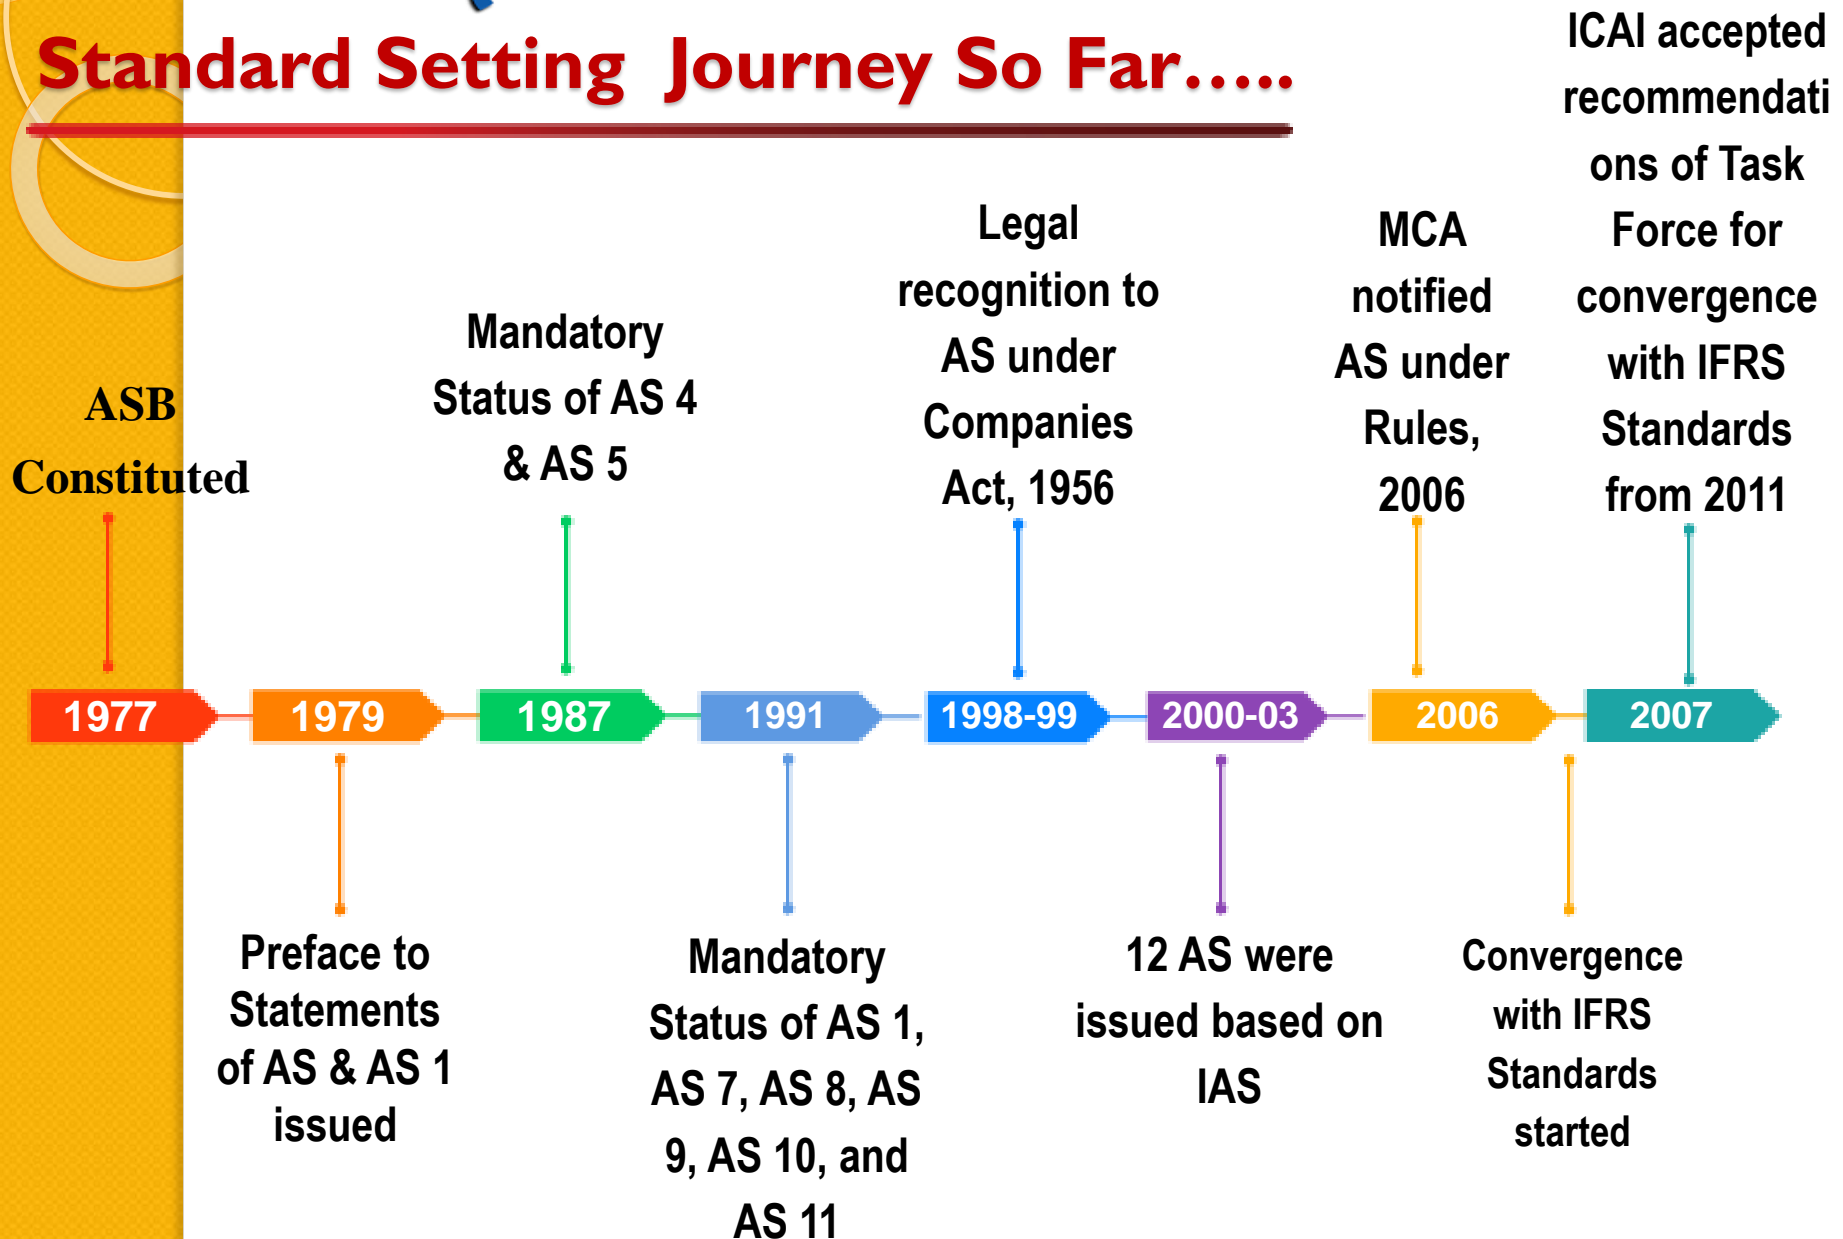 Standard Setting Journey So Far…..
ASB
Constituted
Mandatory
Status of AS 4
& AS 5
Legal
recognition to
AS under
Companies
Act, 1956
MCA
notified
AS under
Rules,
2006
ICAI accepted
recommendati
ons of Task
Force for
convergence
with IFRS
Standards
from 2011
1977
1979
1987
1991
1998-99
2000-03
2006
2007
Preface to
Statements
of AS & AS 1
issued
Mandatory
Status of AS 1,
AS 7, AS 8, AS
9, AS 10, and
AS 11
12 AS were
issued based on
IAS
Convergence
with IFRS
Standards
started